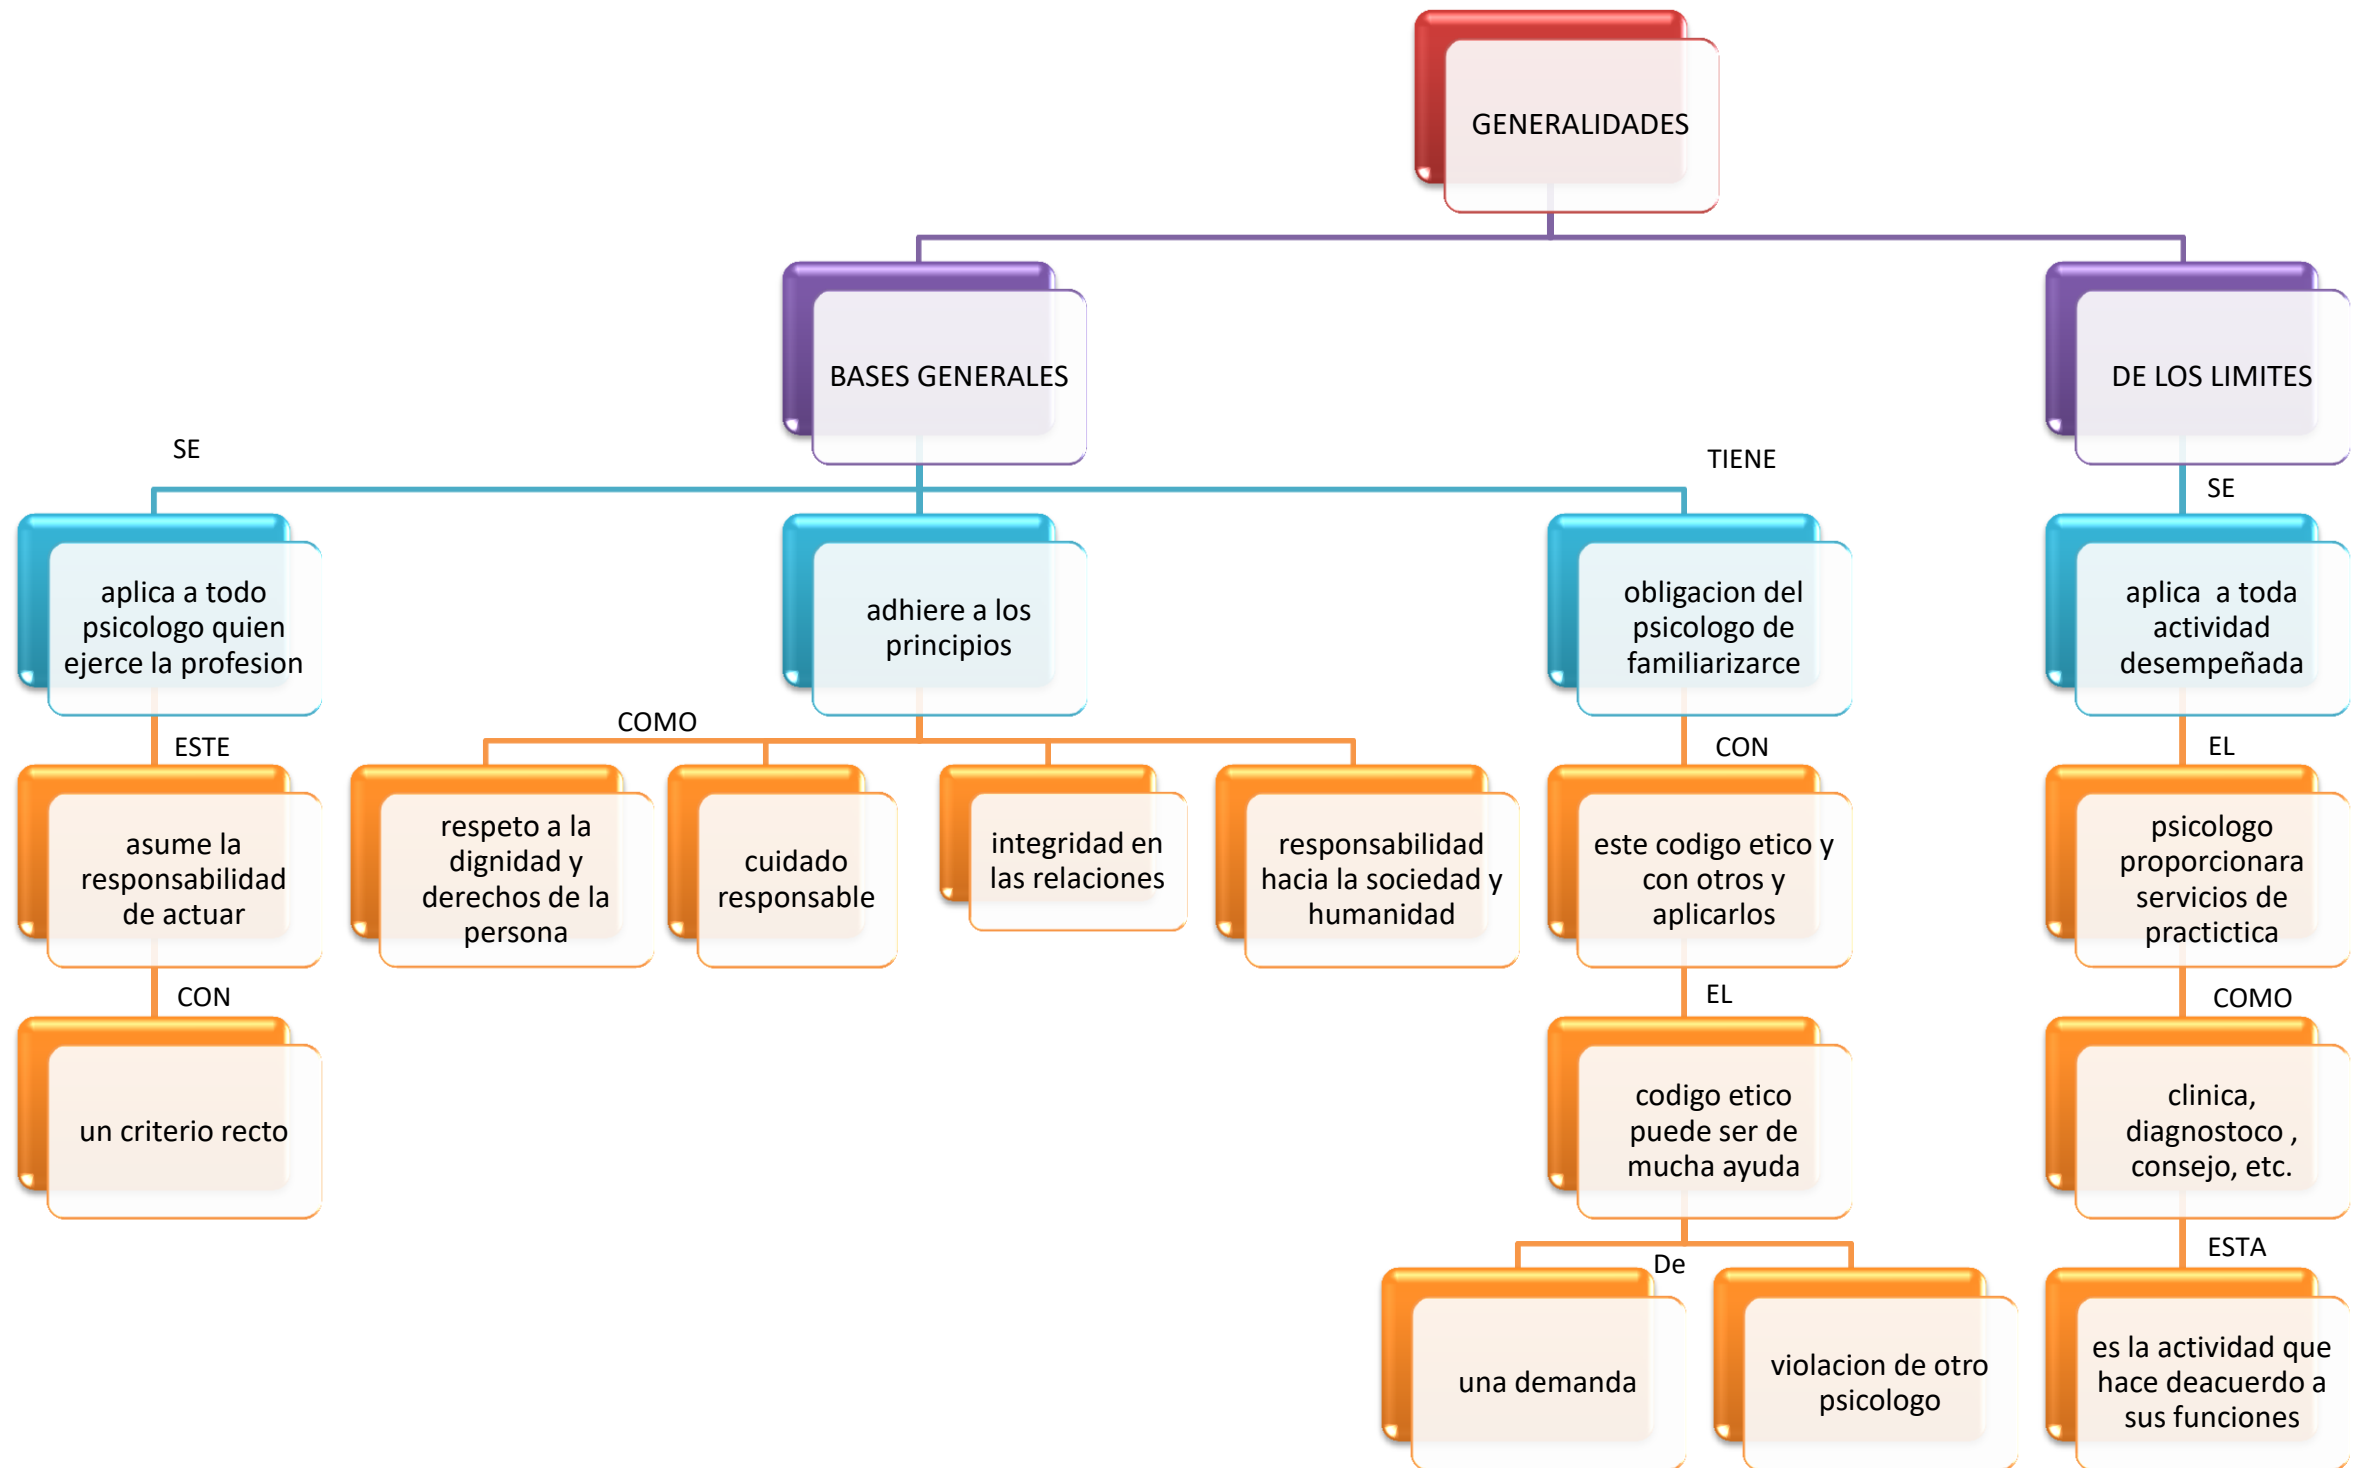 GENERALIDADES
BASES GENERALES
DE LOS LIMITES
SE
TIENE
SE
aplica a todo
psicologo quien
ejerce la profesion
adhiere a los
principios
obligacion del
psicologo de
familiarizarce
aplica  a toda
actividad
desempeñada
ESTE
COMO
CON
EL
asume la
responsabilidad
de actuar
respeto a la
dignidad y
derechos de la
persona
cuidado
responsable
integridad en
las relaciones
responsabilidad
hacia la sociedad y
humanidad
este codigo etico y
con otros y
aplicarlos
psicologo
proporcionara
servicios de
practictica
CON
EL
COMO
un criterio recto
codigo etico
puede ser de
mucha ayuda
clinica,
diagnostoco ,
consejo, etc.
De
ESTA
una demanda
violacion de otro
psicologo
es la actividad que
hace deacuerdo a
sus funciones